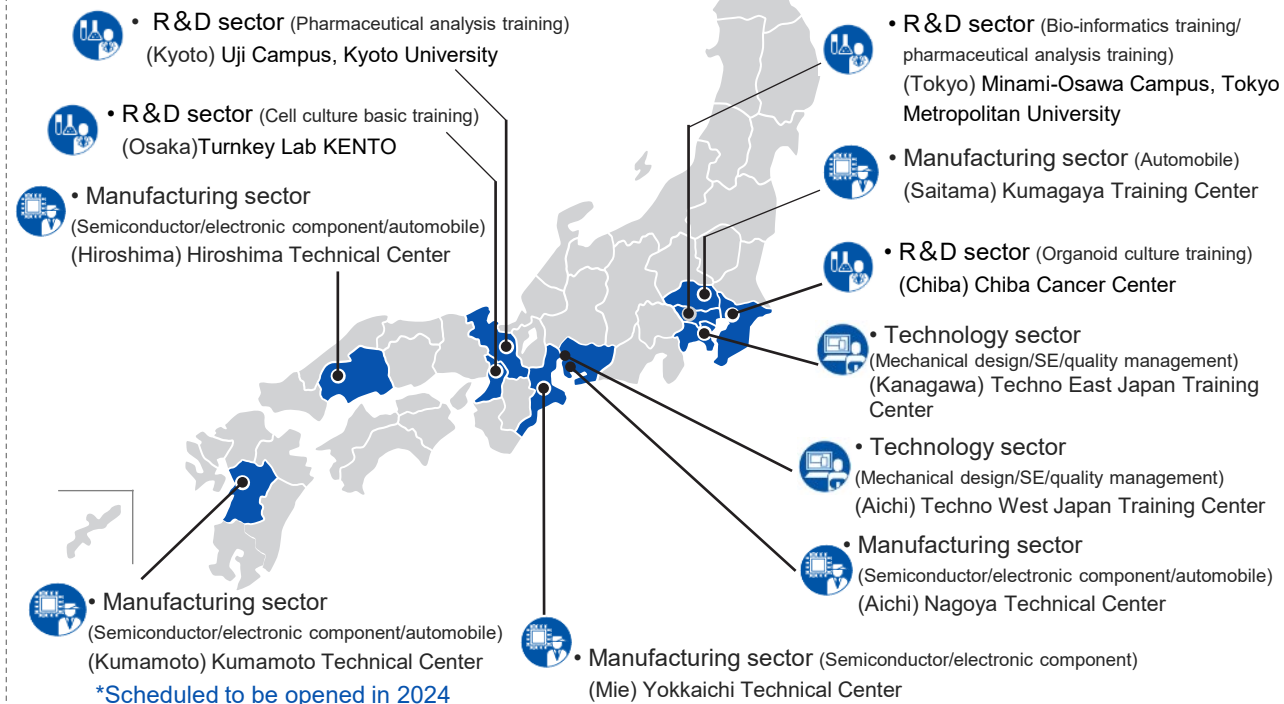 • R&D sector (Pharmaceutical analysis training)
(Kyoto) Uji Campus, Kyoto University
• R&D sector (Cell culture basic training)
(Osaka)Turnkey Lab KENTO
• Manufacturing sector
(Semiconductor/electronic component/automobile)
(Hiroshima) Hiroshima Technical Center
• Manufacturing sector
(Semiconductor/electronic component/automobile)
(Kumamoto) Kumamoto Technical Center
*Scheduled to be opened in 2024
• Manufacturing sector (Semiconductor/electronic component)
(Mie) Yokkaichi Technical Center
• R&D sector (Bio-informatics training/
pharmaceutical analysis training)
(Tokyo) Minami-Osawa Campus, Tokyo
Metropolitan University
• Manufacturing sector (Automobile)
(Saitama) Kumagaya Training Center
• R&D sector (Organoid culture training)
(Chiba) Chiba Cancer Center
• Technology sector
(Mechanical design/SE/quality management)
(Kanagawa) Techno East Japan Training
Center
• Technology sector
(Mechanical design/SE/quality management)
(Aichi) Techno West Japan Training Center
• Manufacturing sector
(Semiconductor/electronic component/automobile)
(Aichi) Nagoya Technical Center